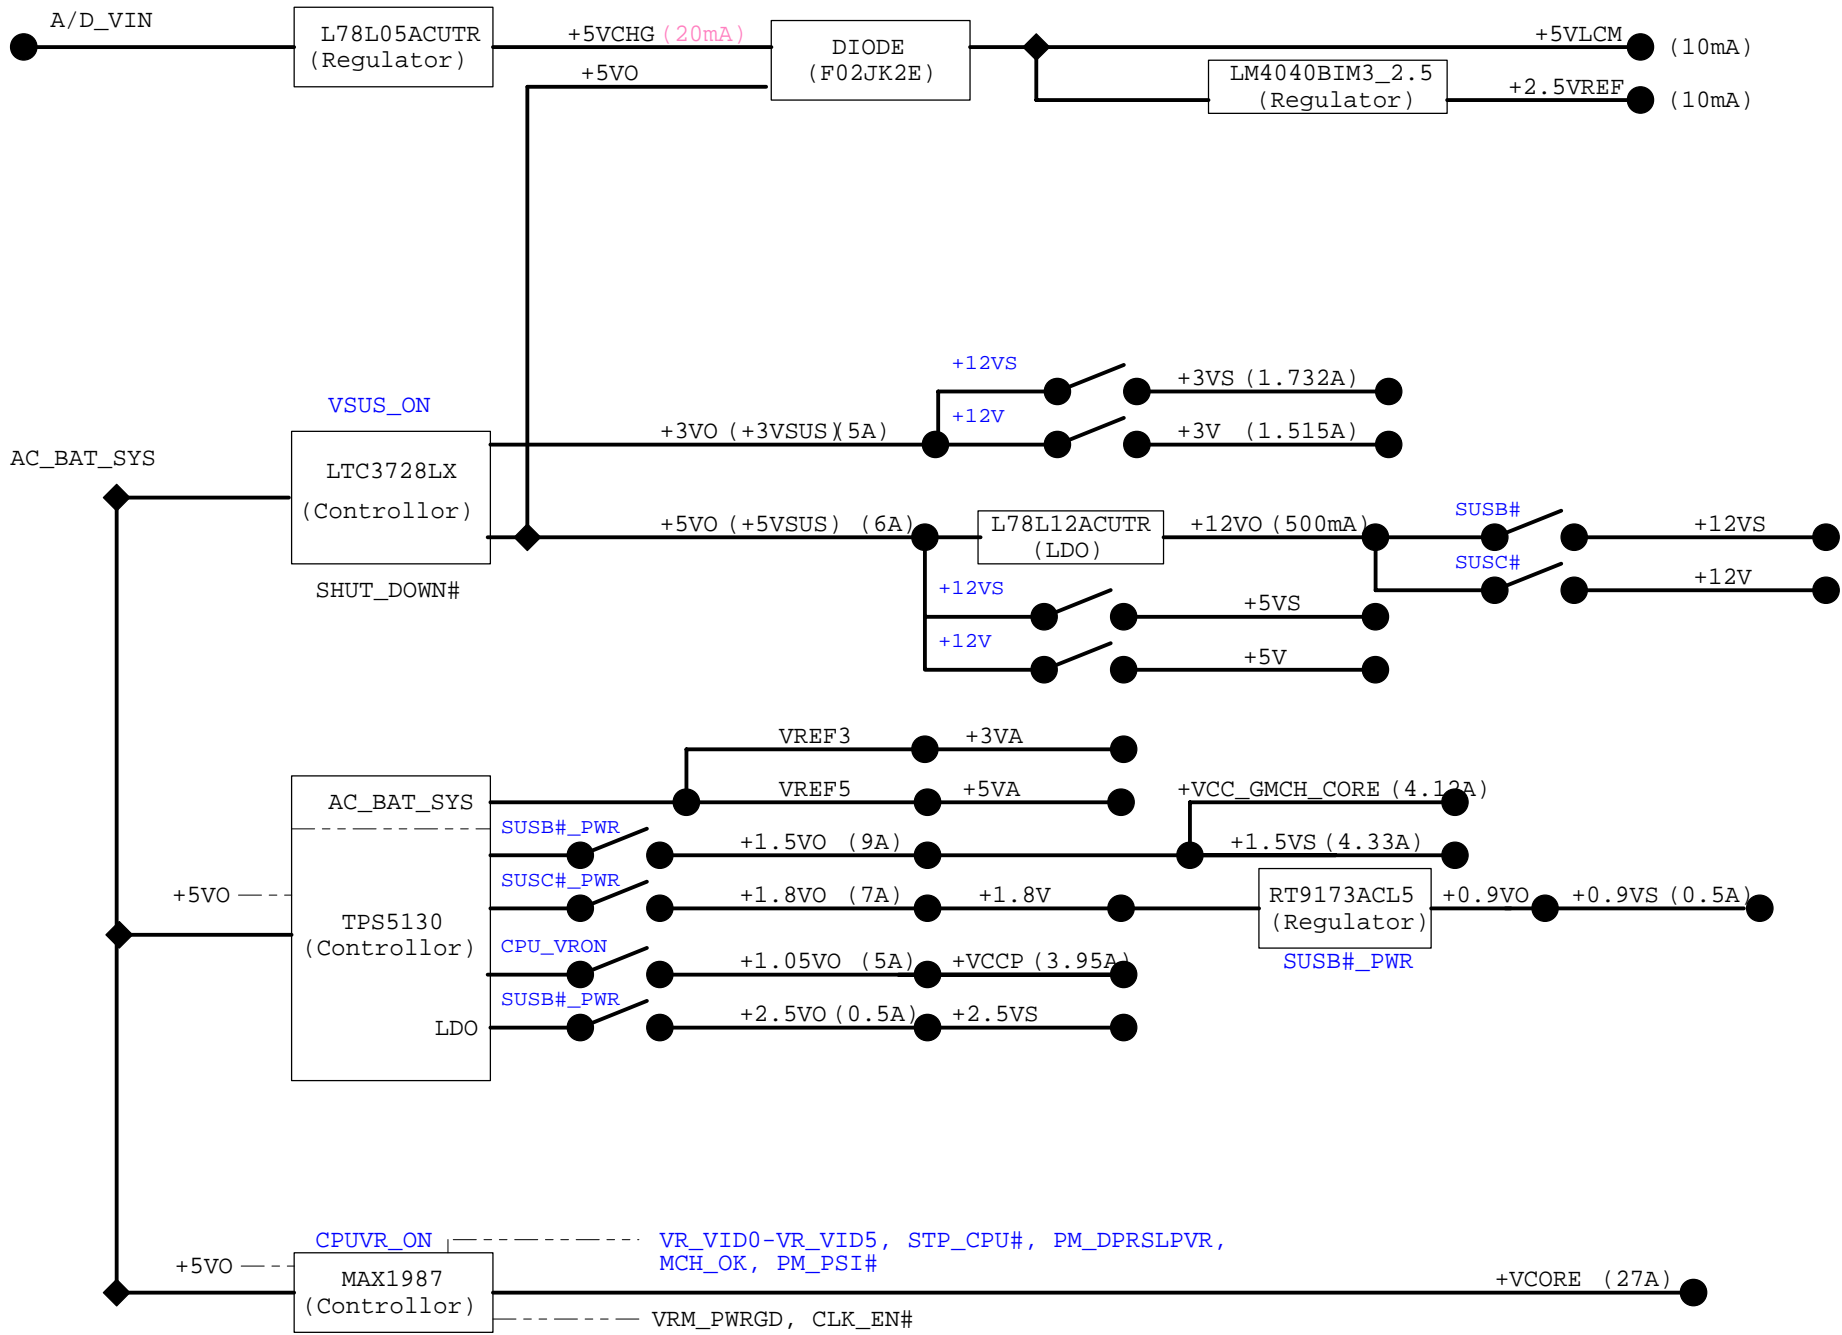 A/D_VIN
L78L05ACUTR
(Regulator)
+5VCHG (20mA)
+5VO
DIODE
(F02JK2E)
+5VLCM
(10mA)
LM4040BIM3_2.5
(Regulator)
+2.5VREF
(10mA)
AC_BAT_SYS
VSUS_ON
LTC3728LX
(Controllor)
SHUT_DOWN#
+3VO (+3VSUS)(5A)
+12VS
+3VS (1.732A)
+12V
+3V (1.515A)
+5VO (+5VSUS) (6A)
L78L12ACUTR
(LDO)
+12VO (500mA)
SUSB#
+12VS
SUSC#
+12V
+12VS
+5VS
+12V
+5V
AC_BAT_SYS
+5VO
TPS5130
(Controllor)
LDO
VREF3
+3VA
VREF5
+5VA
SUSB#_PWR
+1.5VO (9A)
+VCC_GMCH_CORE (4.12A)
+1.5VS (4.33A)
SUSC#_PWR
+1.8VO (7A)
+1.8V
RT9173ACL5
(Regulator)
SUSB#_PWR
+0.9VO
+0.9VS (0.5A)
CPU_VRON
+1.05VO (5A)
+VCCP (3.95A)
SUSB#_PWR
+2.5VO (0.5A)
+2.5VS
CPUVR_ON
VR_VID0-VR_VID5, STP_CPU#, PM_DPRSLPVR,
MCH_OK, PM_PSI#
+5VO
MAX1987
(Controllor)
+VCORE (27A)
VRM_PWRGD, CLK_EN#